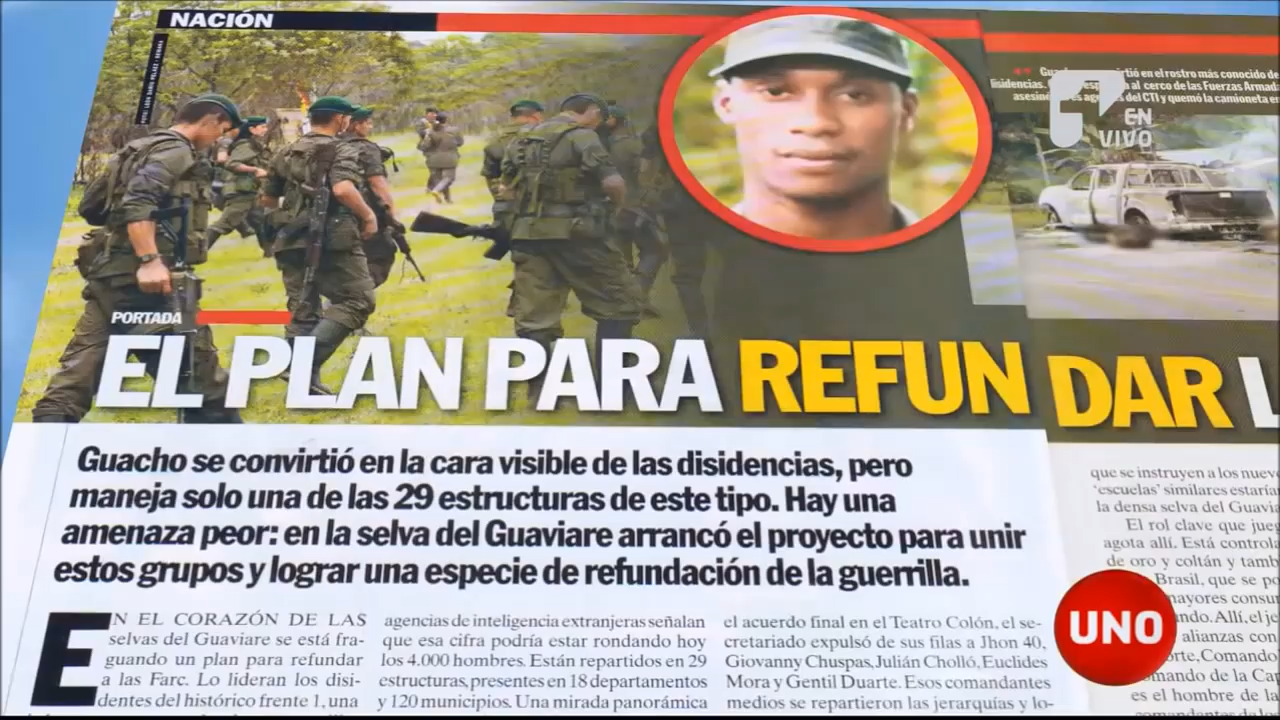 NACIÓN
EN
VIVO
PORTADA
EL PLAN PARA REFUN DAR L
Guacho se convirtió en la cara visible de las disidencias, pero
maneja solo una de las 29 estructuras de este tipo. Hay una
amenaza peor: en la selva del Guaviare arrancó el proyecto para unir
estos grupos y lograr una especie de refundación de la guerrilla.
EN EL CORAZÓN DE LAS
selvas del Guaviare se está fra-
guando un plan para refundar
a las Farc. Lo lideran los disi-
dentes del histórico frente 1, una
agencias de inteligencia extranjeras señalan
que esa cifra podría estar rondando hoy
los 4.000 hombres. Están repartidos en 29
estructuras, presentes en 18 departamentos
y 120 municipios. Una mirada panorámica
el acuerdo final en el Teatro Colón, el se-
cretariado expulsó de sus filas a Jhon 40,
Giovanny Chuspas, Julián Cholló, Euclides
Mora y Gentil Duarte. Esos comandantes
medios se repartieron las jerarquías y lo-
que se instruyen a los nuev
'escuelas' similares estaría
la densa selva del Guavia
El rol clave que jueg
agota allí. Está controla
de oro y coltán y tamb
Brasil, que se po
mayores consum
ndo. Allí, el je
alianzas con
rte, Comando
mando de la Cap
es el hombre de la
UNO